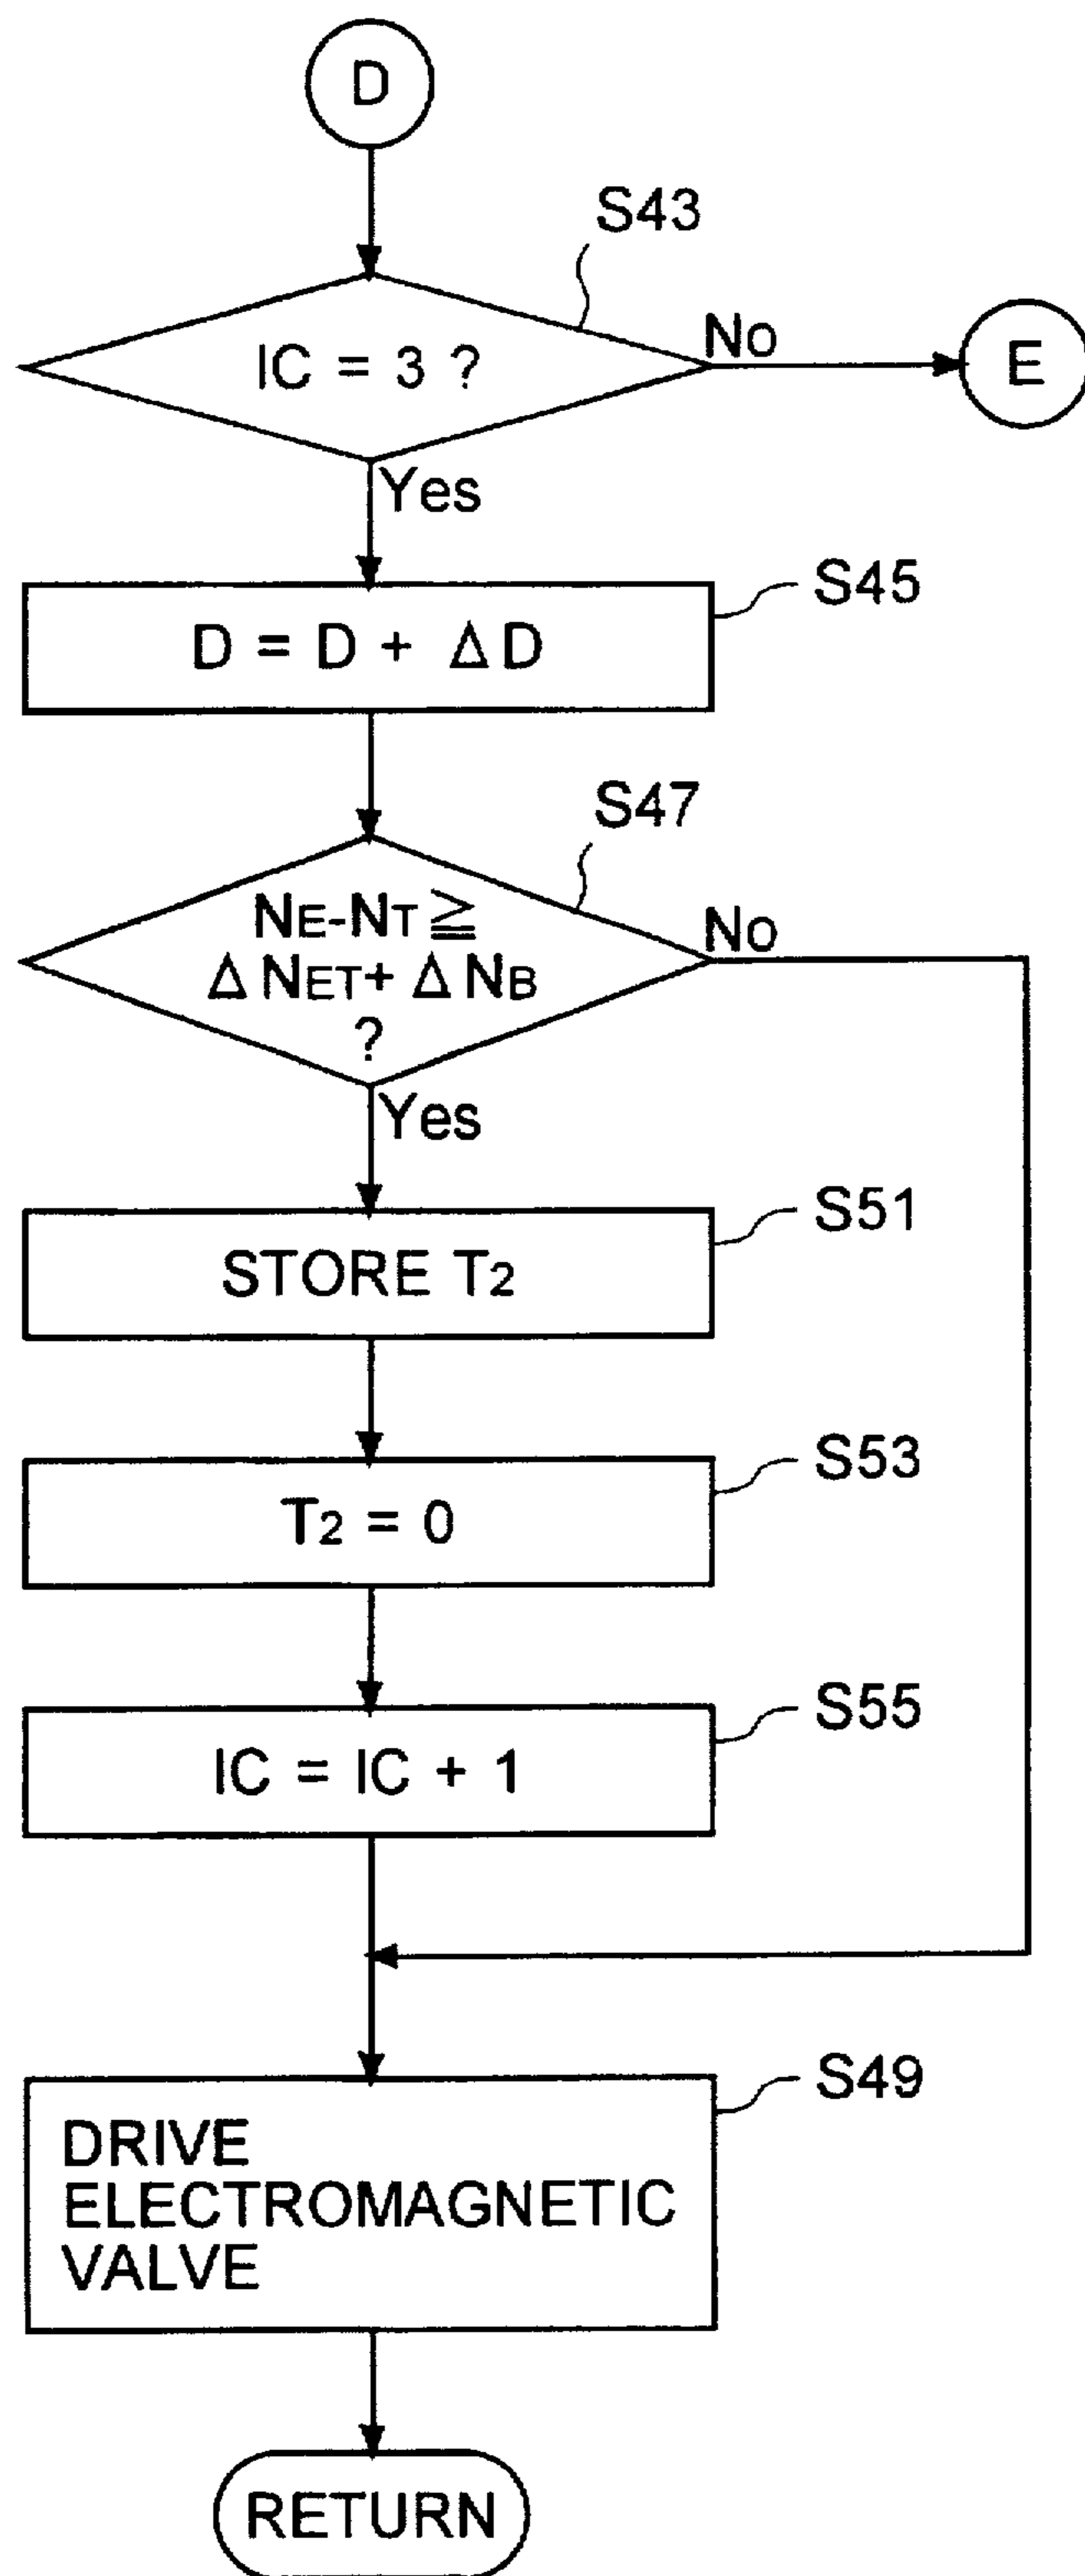 D
S43
IC = 3 ?
No
E
Yes
S45
D = D + ΔD
S47
NE-NT ≧
ΔNET+ ΔNB
?
No
Yes
S51
STORE T2
S53
T2 = 0
S55
IC = IC + 1
S49
DRIVE
ELECTROMAGNETIC
VALVE
RETURN